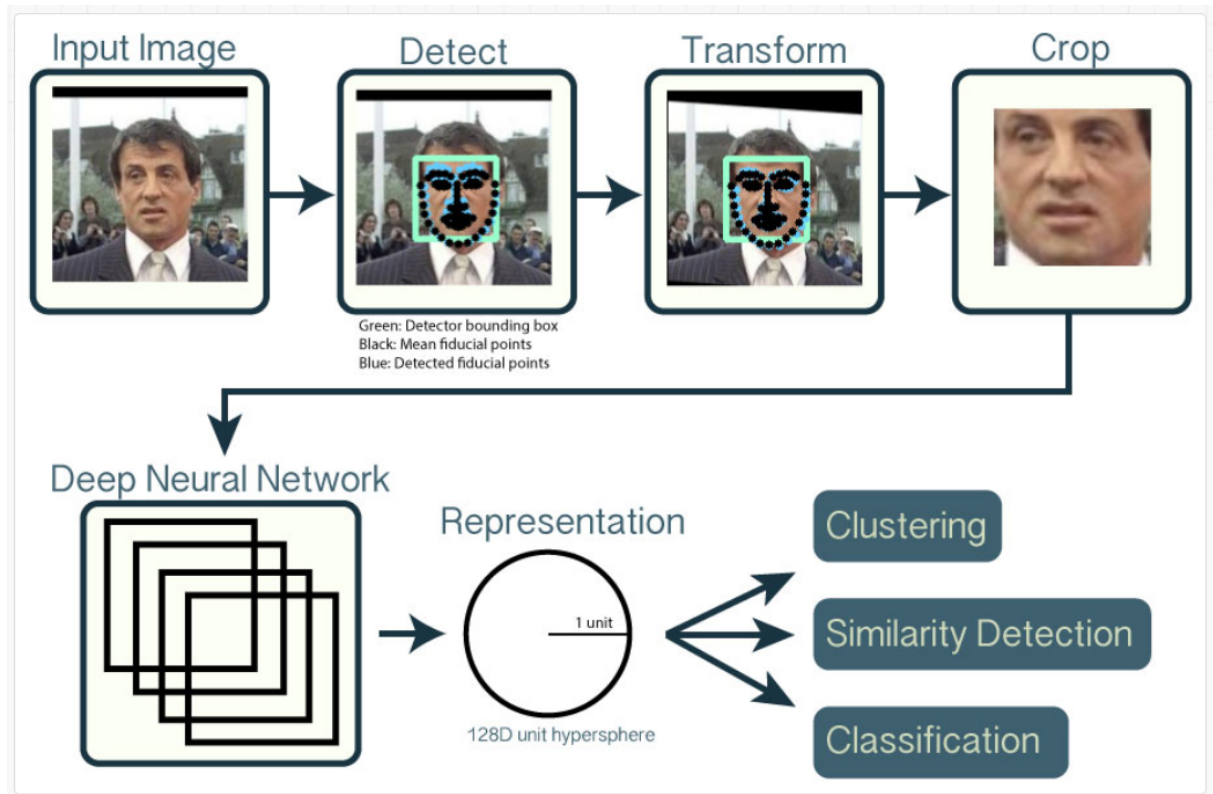 Input Image
Detect
Transform
Crop
Green: Detector bounding box
Black: Mean fiducial points
Blue: Detected fiducial points
Deep Neural Network
Representation
1 unit
128D unit hypersphere
Clustering
Similarity Detection
Classification